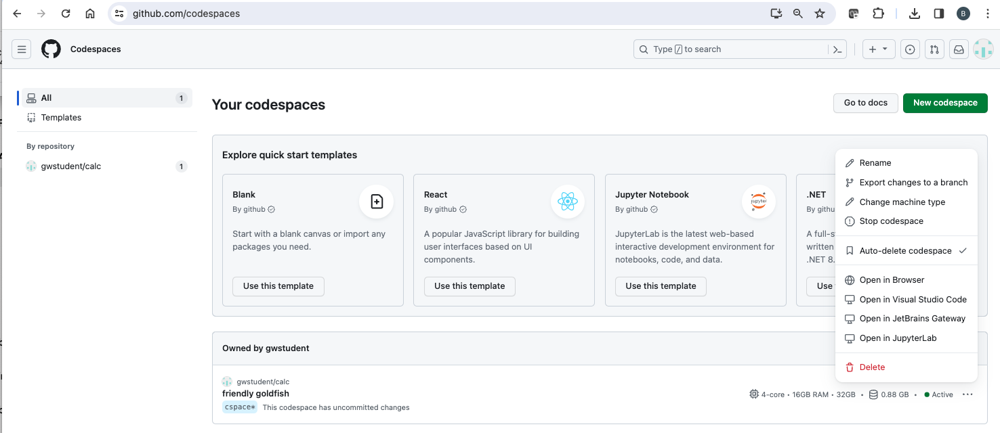 github.com/codespaces
B
Codespaces
Type / to search
All 1
Templates
By repository
gwstudent/calc 1
Your codespaces
Go to docs
New codespace
Explore quick start templates
Blank
By github
Start with a blank canvas or import any
packages you need.
Use this template
React
By github
A popular JavaScript library for building
user interfaces based on UI
components.
Use this template
Jupyter Notebook
By github
jupyter
JupyterLab is the latest web-based
interactive development environment for
notebooks, code, and data.
Use this template
.NET
By githu
A full-s
written
.NET 8.
Use
Rename
Export changes to a branch
Change machine type
Stop codespace
Auto-delete codespace
Open in Browser
Open in Visual Studio Code
Open in JetBrains Gateway
Open in JupyterLab
Delete
Owned by gwstudent
gwstudent/calc
friendly goldfish
cspace* This codespace has uncommitted changes
4-core • 16GB RAM • 32GB • 0.88 GB • Active ...